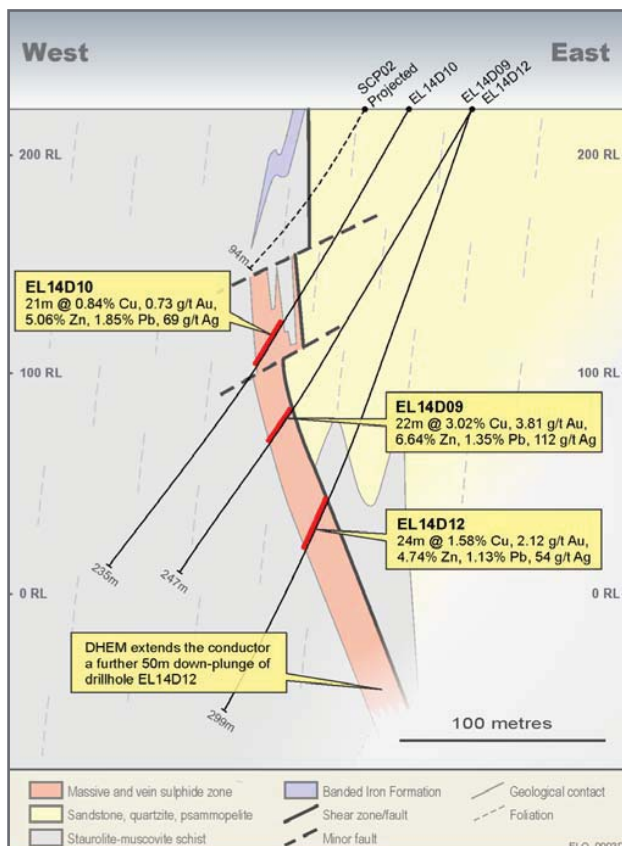 West
East
SCP02
Projected
EL14D10
EL14D09
EL14D12
200 RL
200 RL
94m
EL14D10
21m @ 0.84% Cu, 0.73 g/t Au,
5.06% Zn, 1.85% Pb, 69 g/t Ag
100 RL
100 RL
EL14D09
22m @ 3.02% Cu, 3.81 g/t Au,
6.64% Zn, 1.35% Pb, 112 g/t Ag
EL14D12
24m @ 1.58% Cu, 2.12 g/t Au,
4.74% Zn, 1.13% Pb, 54 g/t Ag
235m
247m
0 RL
0 RL
DHEM extends the conductor
a further 50m down-plunge of
drillhole EL14D12
299m
100 metres
Massive and vein sulphide zone
Banded Iron Formation
Geological contact
Sandstone, quartzite, psammopelite
Shear zone/fault
Foliation
Staurolite-muscovite schist
Minor fault